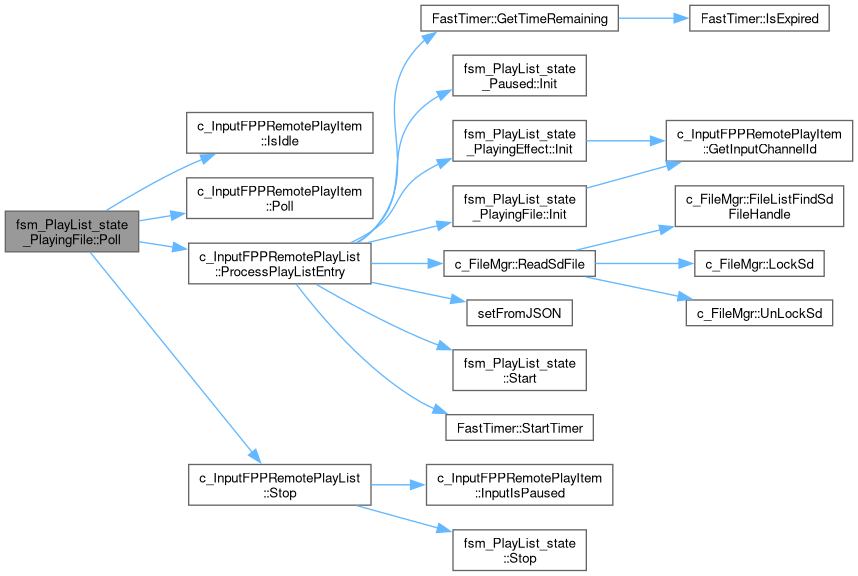 fsm_PlayList_state
_PlayingFile::Poll
c_InputFPPRemotePlayItem
::IsIdle
c_InputFPPRemotePlayItem
::Poll
c_InputFPPRemotePlayList
::ProcessPlayListEntry
c_InputFPPRemotePlayList
::Stop
FastTimer::GetTimeRemaining
fsm_PlayList_state
_Paused::Init
fsm_PlayList_state
_PlayingEffect::Init
fsm_PlayList_state
_PlayingFile::Init
c_FileMgr::ReadSdFile
setFromJSON
fsm_PlayList_state
::Start
FastTimer::StartTimer
c_InputFPPRemotePlayItem
::InputIsPaused
fsm_PlayList_state
::Stop
FastTimer::IsExpired
c_InputFPPRemotePlayItem
::GetInputChannelId
c_FileMgr::FileListFindSd
FileHandle
c_FileMgr::LockSd
c_FileMgr::UnLockSd